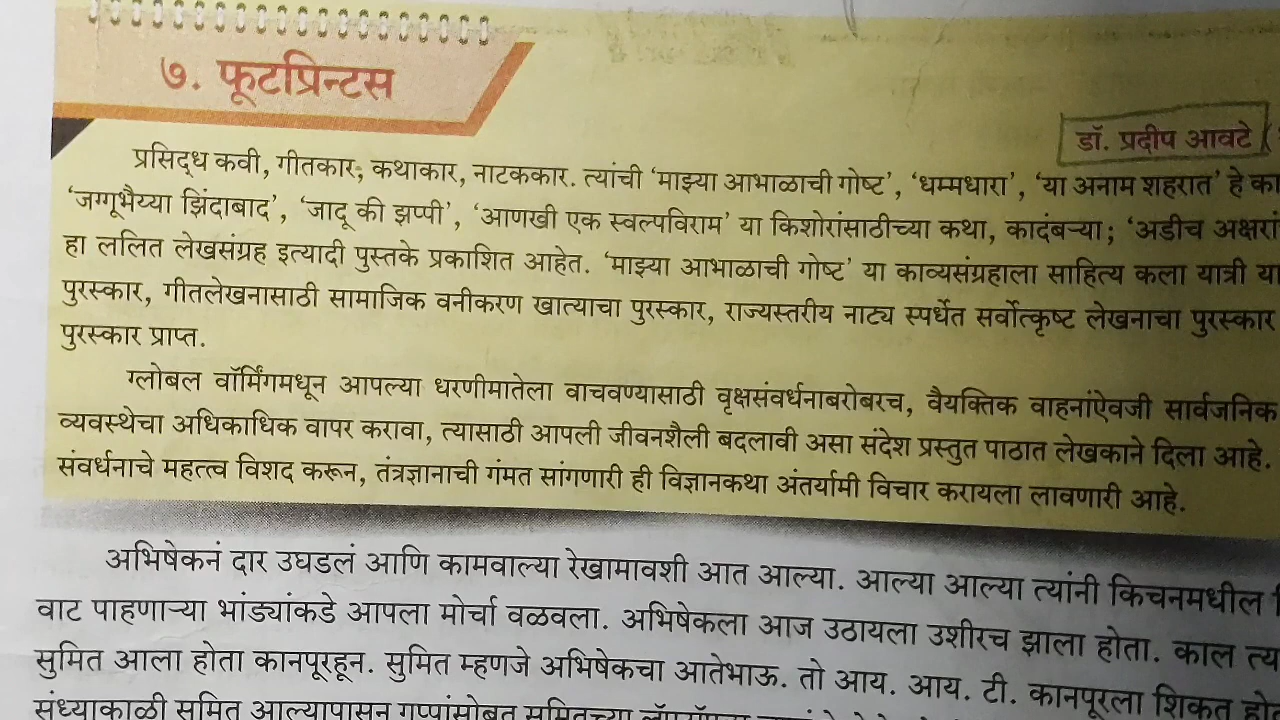 ७. फूटप्रिन्टस
डॉ. प्रदीप आवटे
प्रसिद्ध कवी, गीतकार, कथाकार, नाटककार. त्यांची ‘माझ्या आभाळाची गोष्ट’, ‘धम्मधारा’, ‘या अनाम शहरात’ हे
‘जग्गूभैय्या झिंदाबाद’, ‘जादू की झप्पी’, ‘आणखी एक स्वल्पविराम’ या किशोरांसाठीच्या कथा, कादंबऱ्या; ‘अडीच
हा ललित लेखसंग्रह इत्यादी पुस्तके प्रकाशित आहेत. ‘माझ्या आभाळाची गोष्ट’ या काव्यसंग्रहाला साहित्य कला यात्री
पुरस्कार, गीतलेखनासाठी सामाजिक वनीकरण खात्याचा पुरस्कार, राज्यस्तरीय नाट्य स्पर्धेत सर्वोत्कृष्ट लेखनाचा पुरस्कार
पुरस्कार प्राप्त.
ग्लोबल वॉर्मिंगमधून आपल्या धरणीमातेला वाचवण्यासाठी वृक्षसंवर्धनाबरोबरच, वैयक्तिक वाहनांऐवजी सार्वजनिक
व्यवस्थेचा अधिकाधिक वापर करावा, त्यासाठी आपली जीवनशैली बदलावी असा संदेश प्रस्तुत पाठात लेखकाने दिला आहे.
संवर्धनाचे महत्त्व विशद करून, तंत्रज्ञानाची गंमत सांगणारी ही विज्ञानकथा अंतर्यामी विचार करायला लावणारी आहे.
अभिषेकनं दार उघडलं आणि कामवाल्या रेखामावशी आत आल्या. आल्या आल्या त्यांनी किचनमधील
वाट पाहणाऱ्या भांड्यांकडे आपला मोर्चा वळवला. अभिषेकला आज उठायला उशीरच झाला होता. काल
सुमित आला होता कानपूरहून. सुमित म्हणजे अभिषेकचा आतेभाऊ. तो आय. आय. टी. कानपूरला शिकत
संध्याकाळी सुमित आल्यापासून गप्पांसोबत सुमितच्या